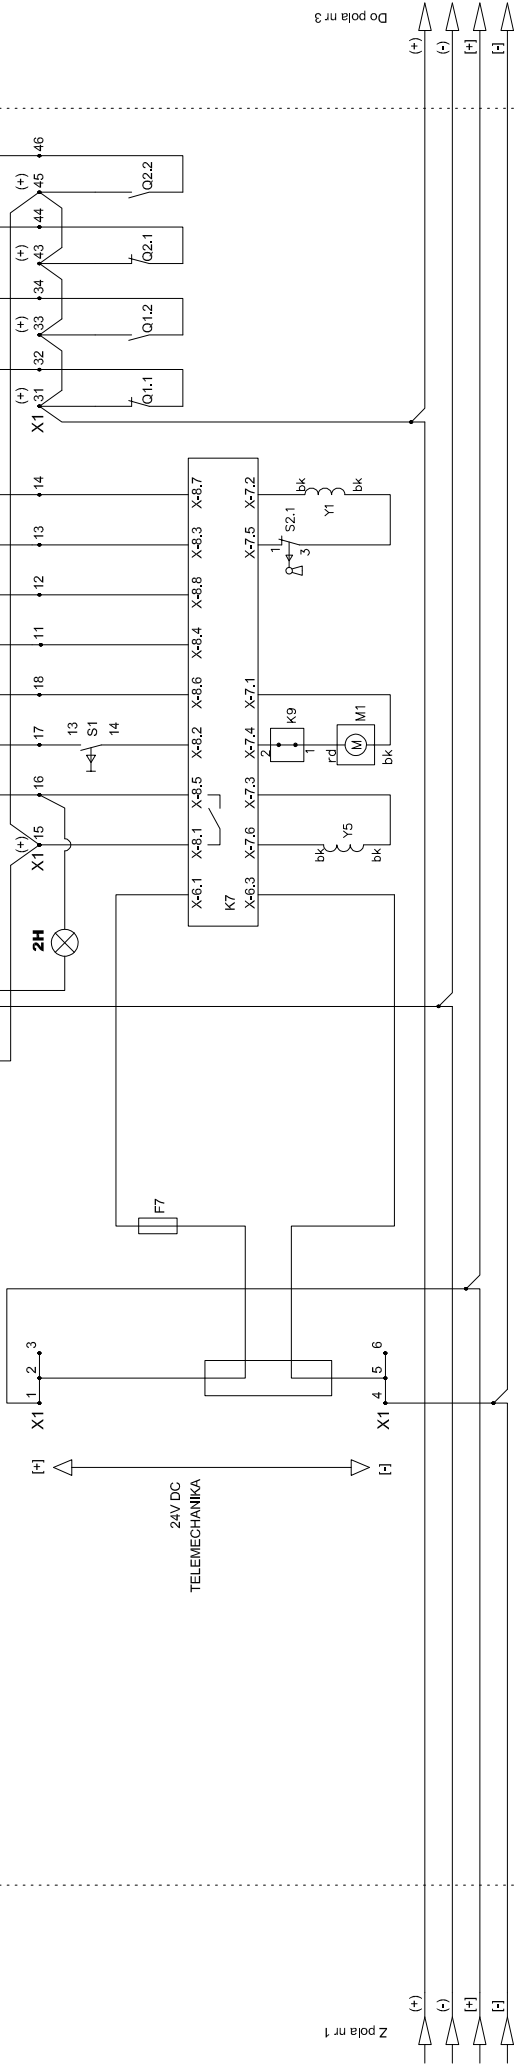 Do pola nr 3
(+)
(-)
[+]
[-]
46
(+)
45
Q2.2
44
(+)
43
Q2.1
34
(+)
33
Q1.2
32
(+)
31
X1
Q1.1
14
X-8.7
X-7.2
bk
bk
Y1
13
X-8.3
X-7.5
1
S2.1
3
12
X-8.8
11
X-8.4
18
X-8.6
X-7.1
17
13
S1
14
X-8.2
X-7.4
2
K9
1
rd
M
M1
bk
16
X-8.5
X-7.3
(+)
15
X1
X-8.1
X-7.6
bk
Y5
bk
X-6.1
K7
X-6.3
2H
F7
3
2
1
X1
6
5
4
X1
[+]
[-]
24V DC
TELEMECHANIKA
(+)
(-)
[+]
[-]
Z pola nr 1